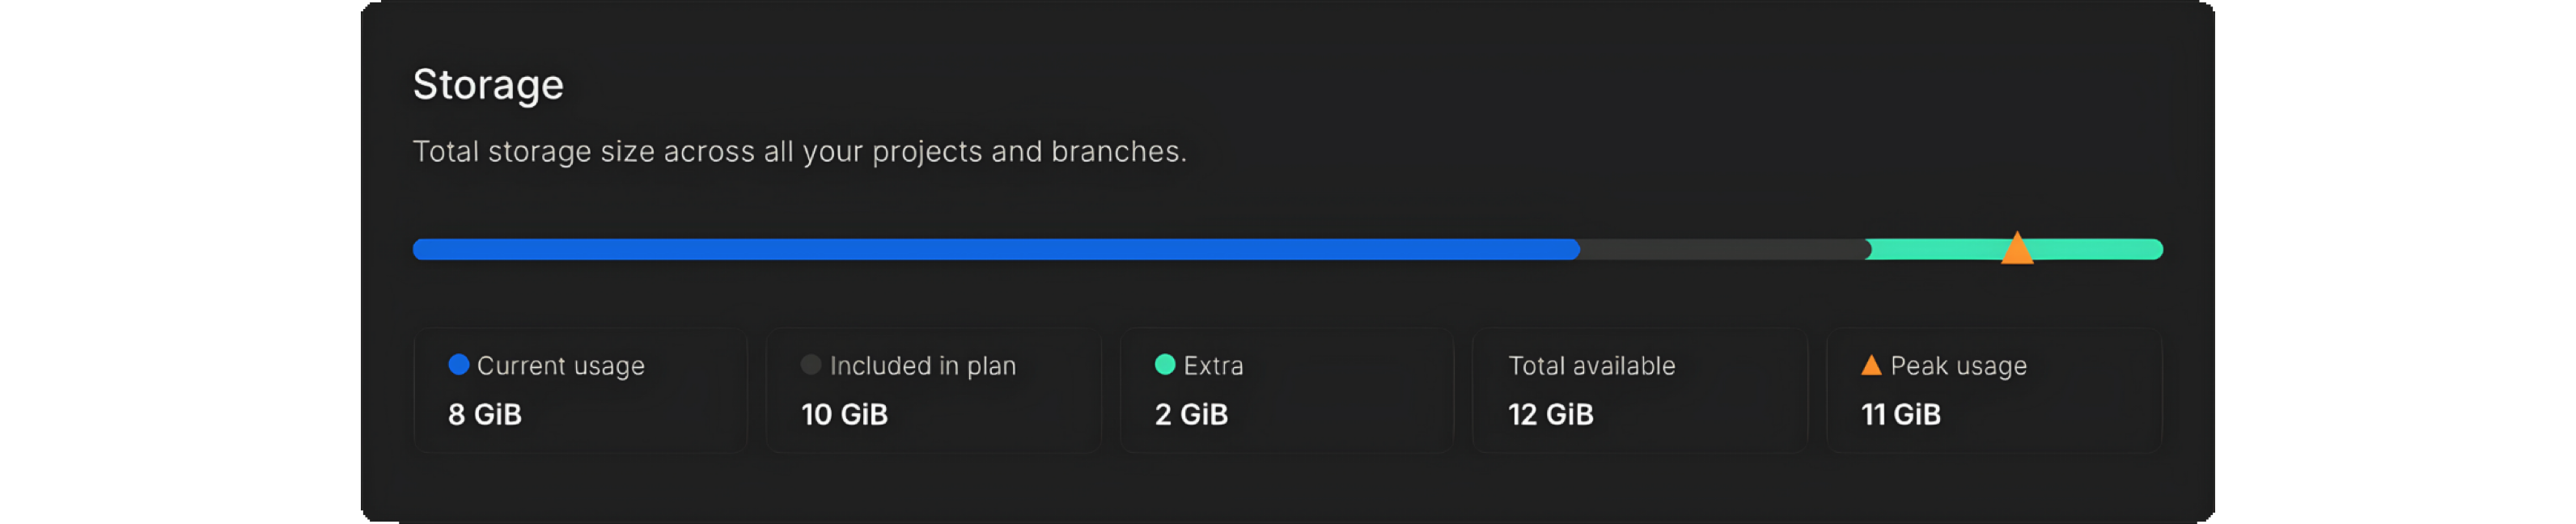 Storage
Total storage size across all your projects and branches.
Current usage
8 GiB
Included in plan
10 GiB
Extra
2 GiB
Total available
12 GiB
Peak usage
11 GiB